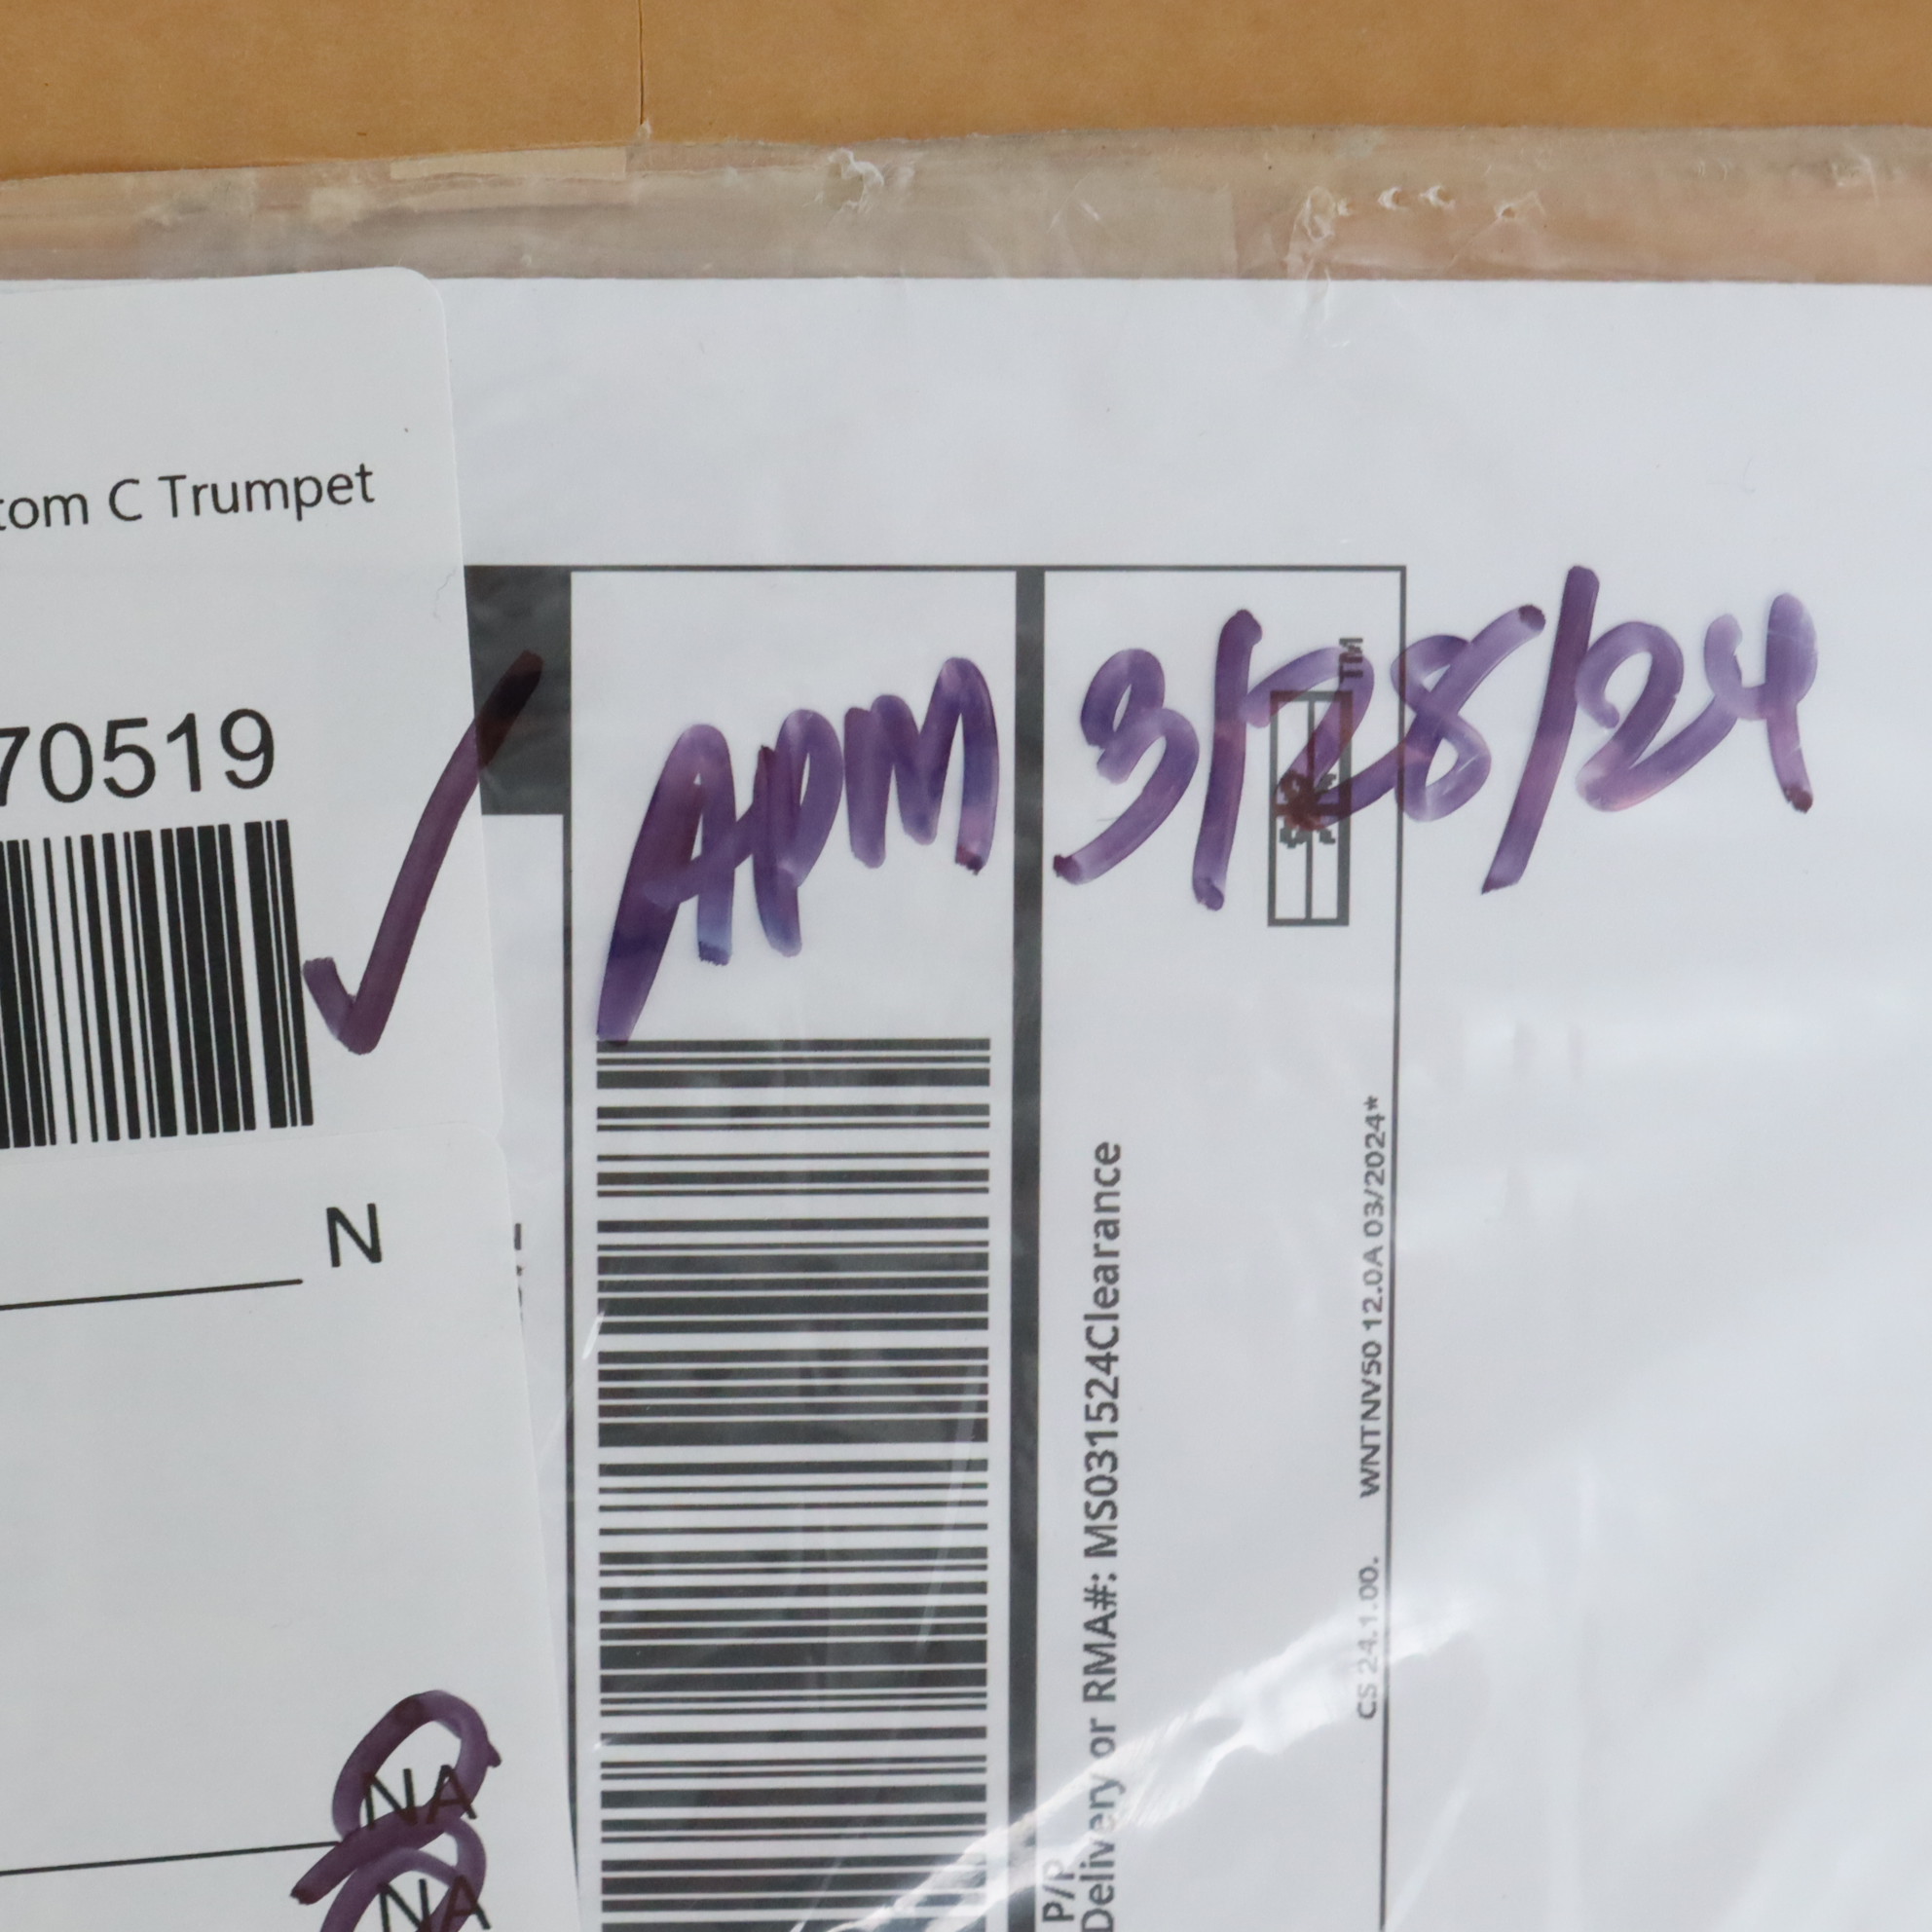 tom C Trumpet
70519
✓
APM 3/28/24
TM
N
NA
NA
P/P
Delivery or RMA#: MS031524Clearance
CS 24.1.00. WNTNV50 12.0A 03/2024*